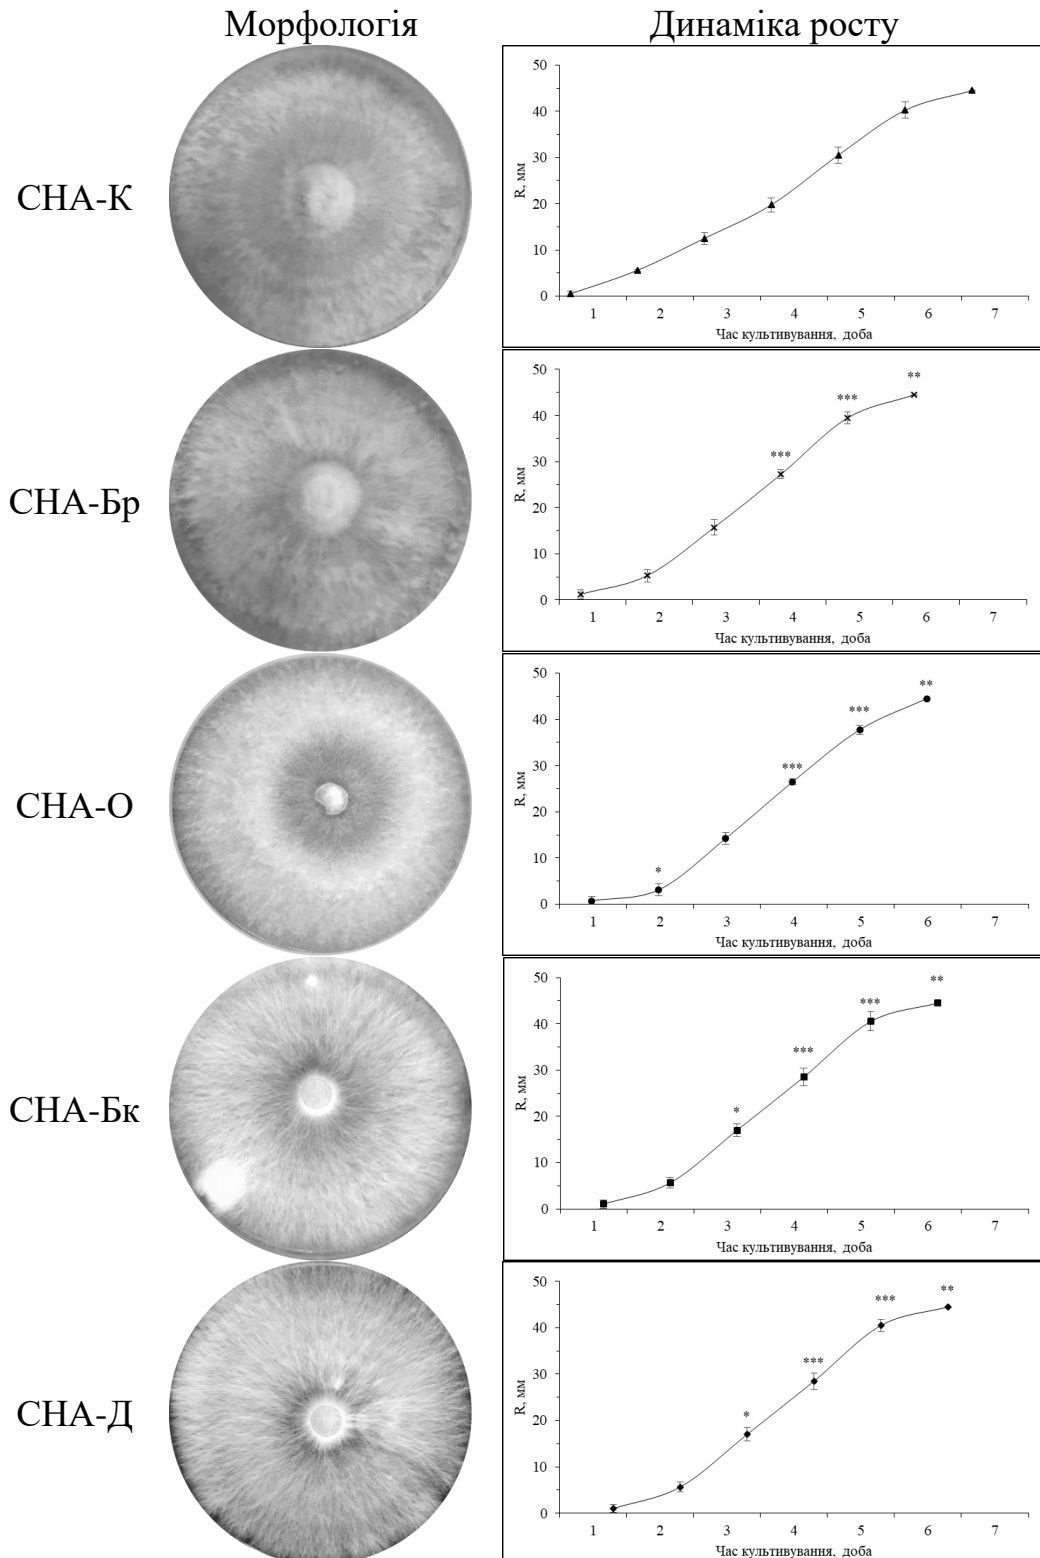 Морфологія
Динаміка росту
СНА-К
50
40
30
20
10
0
R, мм
1 2 3 4 5 6 7
Час культивування, доба
СНА-Бр
50
40
30
20
10
0
R, мм
*** *** **
1 2 3 4 5 6 7
Час культивування, доба
СНА-О
50
40
30
20
10
0
R, мм
* *** *** **
1 2 3 4 5 6 7
Час культивування, доба
СНА-Бк
50
40
30
20
10
0
R, мм
* *** *** **
1 2 3 4 5 6 7
Час культивування, доба
СНА-Д
50
40
30
20
10
0
R, мм
* *** *** **
1 2 3 4 5 6 7
Час культивування, доба